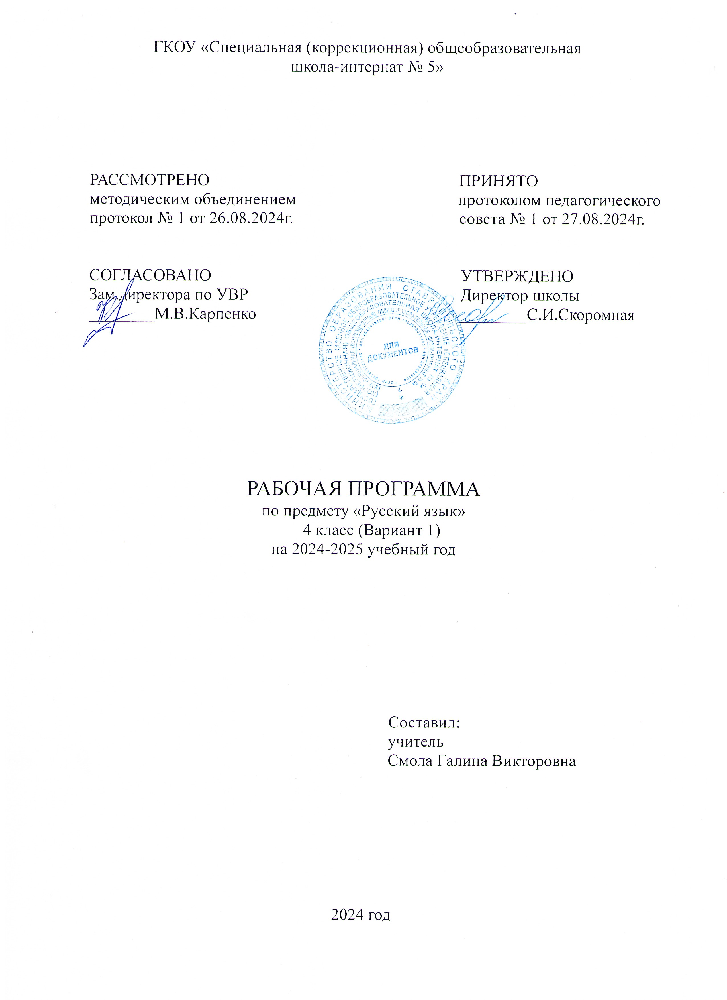 ГКОУ «Специальная (коррекционная) общеобразовательная
школа-интернат № 5»
РАССМОТРЕНО
методическим объединением
протокол № 1 от 26.08.2024г.
ПРИНЯТО
протоколом педагогического
совета № 1 от 27.08.2024г.
СОГЛАСОВАНО
Зам.директора по УВР
__________М.В.Карпенко
УТВЕРЖДЕНО
Директор школы
__________С.И.Скоромная
МИНИСТЕРСТВО ОБРАЗОВАНИЯ СТАВРОПОЛЬСКОГО КРАЯ
ДЛЯ
ДОКУМЕНТОВ
РАБОЧАЯ ПРОГРАММА
по предмету «Русский язык»
4 класс (Вариант 1)
на 2024-2025 учебный год
Составил:
учитель
Смола Галина Викторовна
2024 год